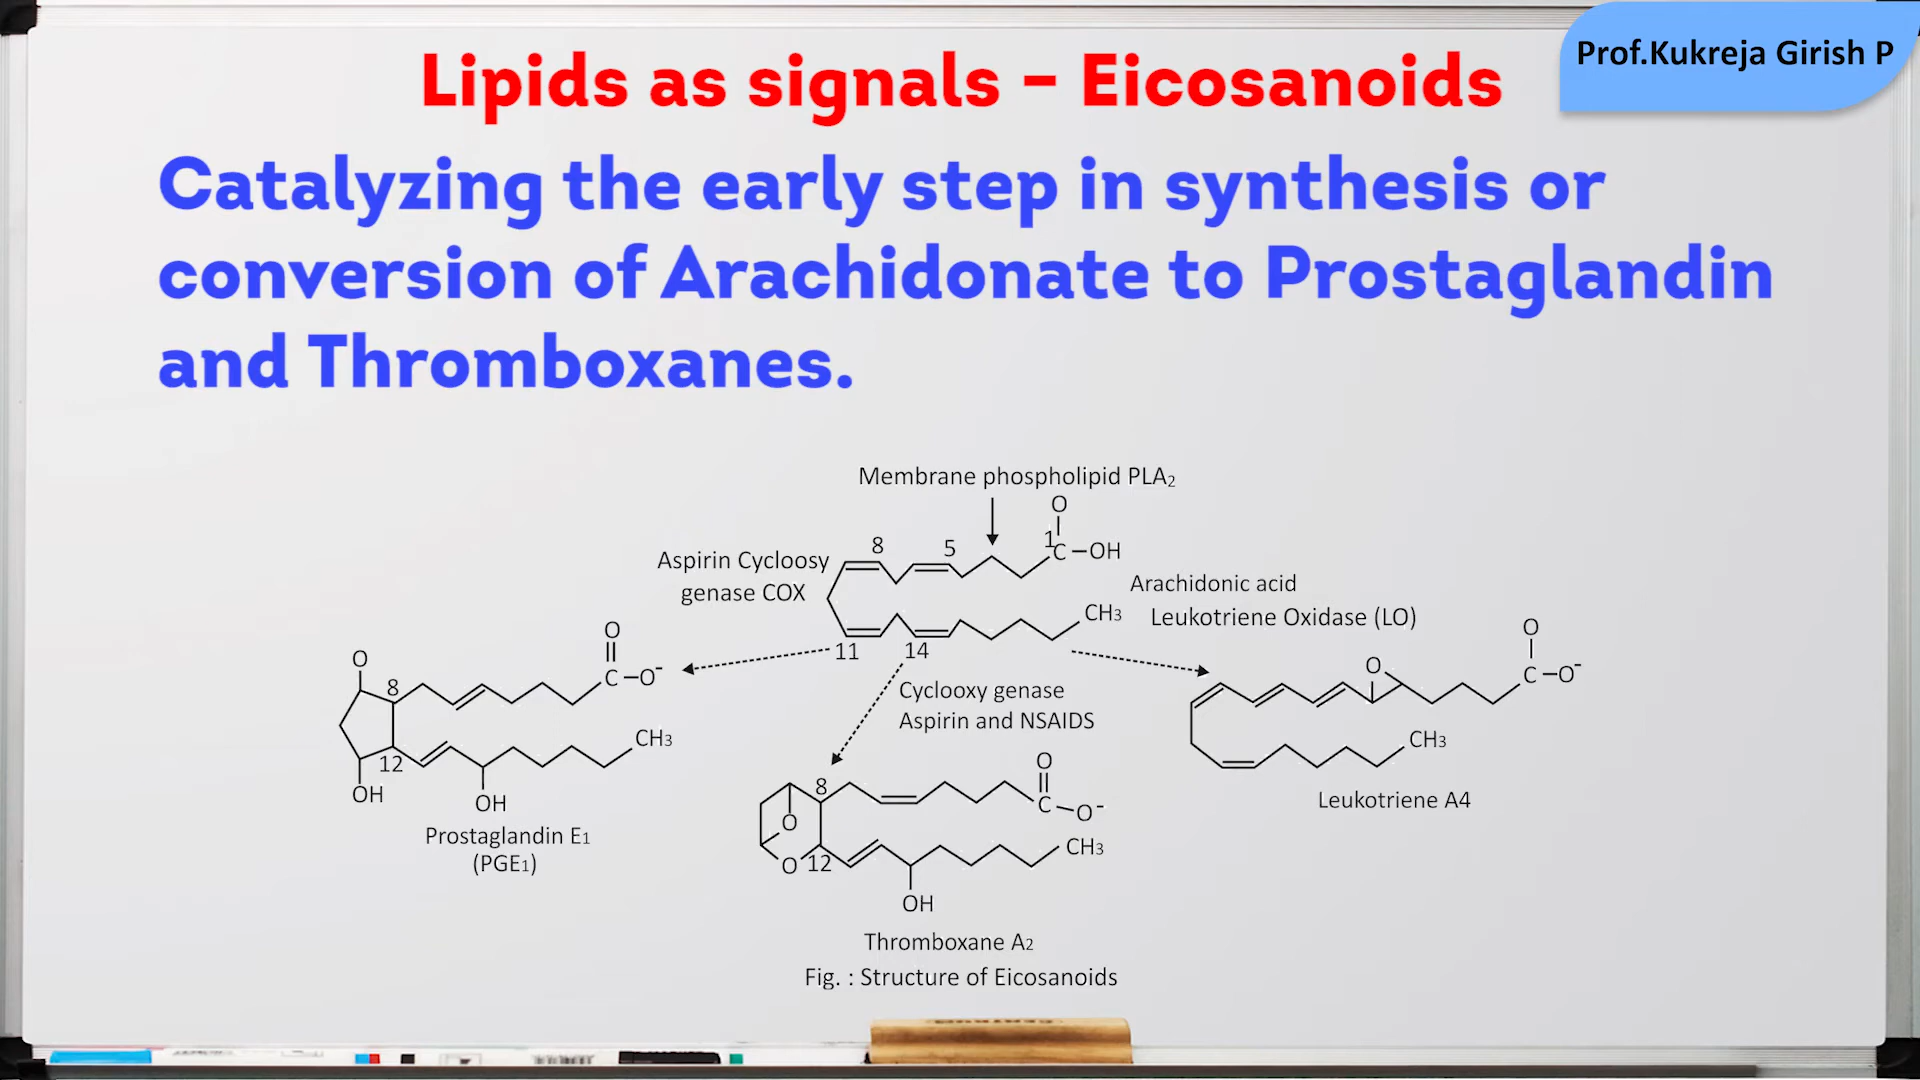 Prof.Kukreja Girish P
Lipids as signals – Eicosanoids
Catalyzing the early step in synthesis or
conversion of Arachidonate to Prostaglandin
and Thromboxanes.
Membrane phospholipid PLA2
O
1
C–OH
8
5
Aspirin Cycloosy
genase COX
Arachidonic acid
Leukotriene Oxidase (LO)
CH3
11
14
O
C–O-
O
8
CH3
12
OH
OH
Prostaglandin E1
(PGE1)
Cyclooxy genase
Aspirin and NSAIDS
O
C–O-
8
O
O
12
CH3
OH
Thromboxane A2
O
C–O-
O
CH3
Leukotriene A4
Fig. : Structure of Eicosanoids